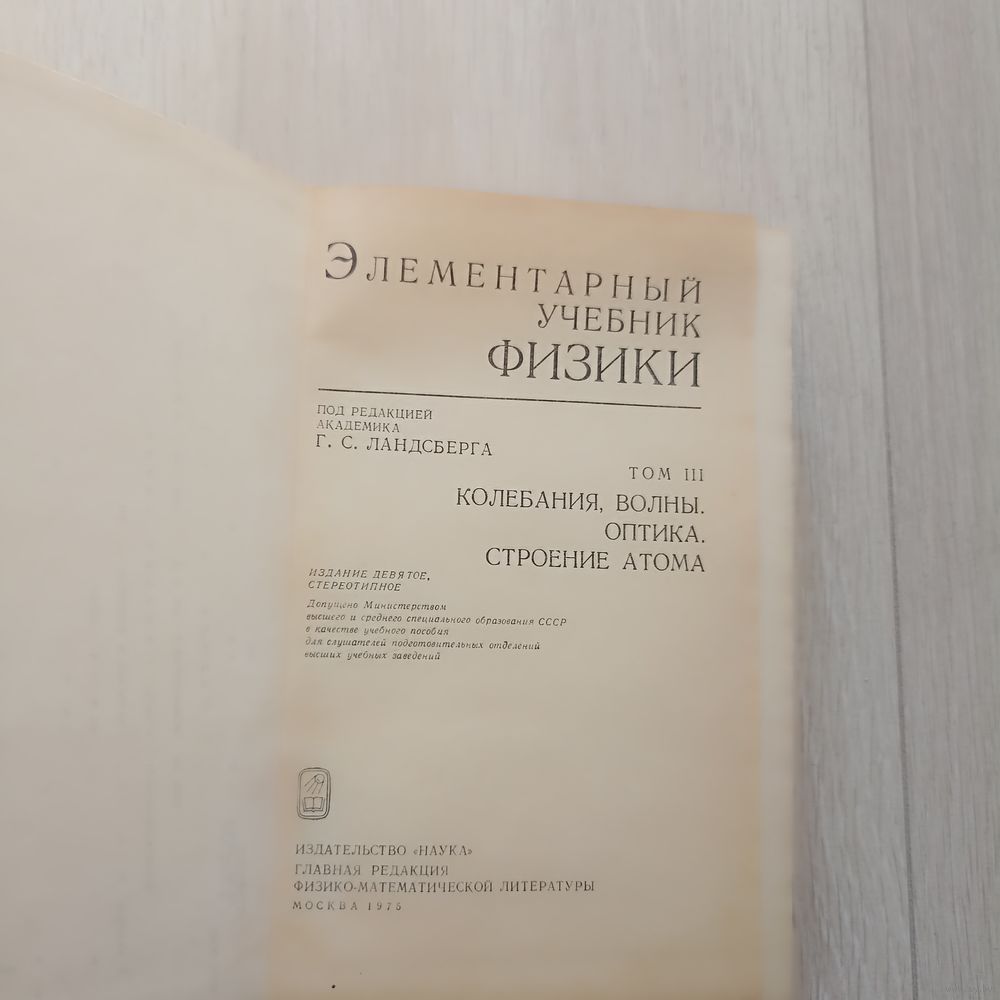 Элементарный
учебник
физики
ПОД РЕДАКЦИЕЙ
АКАДЕМИКА
Г. С. ЛАНДСБЕРГА
ТОМ III
КОЛЕБАНИЯ, ВОЛНЫ.
ОПТИКА.
СТРОЕНИЕ АТОМА
ИЗДАНИЕ ДЕВЯТОЕ,
СТЕРЕОТИПНОЕ
Допущено Министерством
высшего и среднего специального образования СССР
в качестве учебного пособия
для слушателей подготовительных отделений
высших учебных заведений
ИЗДАТЕЛЬСТВО «НАУКА»
ГЛАВНАЯ РЕДАКЦИЯ
ФИЗИКО-МАТЕМАТИЧЕСКОЙ ЛИТЕРАТУРЫ
МОСКВА 1975